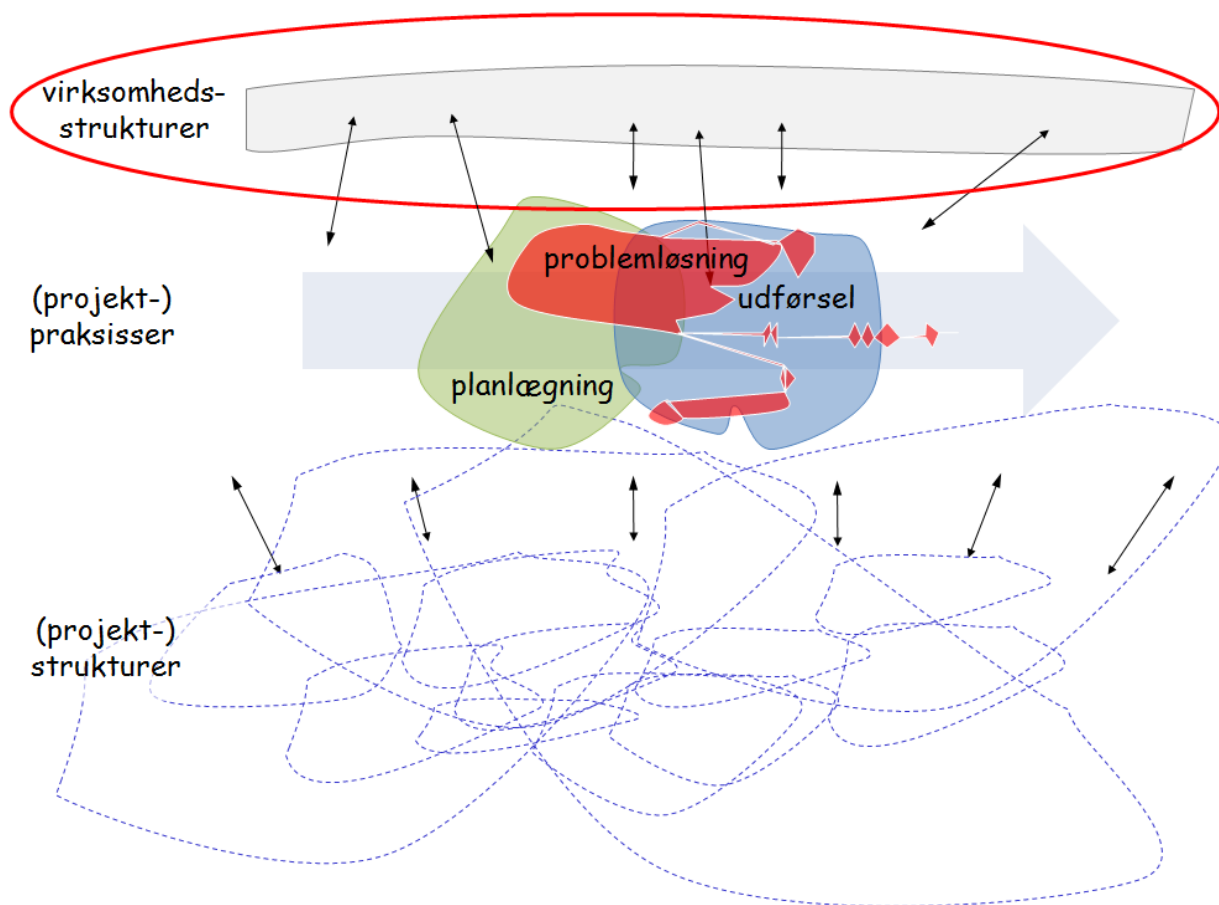 virksomheds-
strukturer
problemløsning
(projekt-)
praksisser
udførsel
planlægning
(projekt-)
strukturer